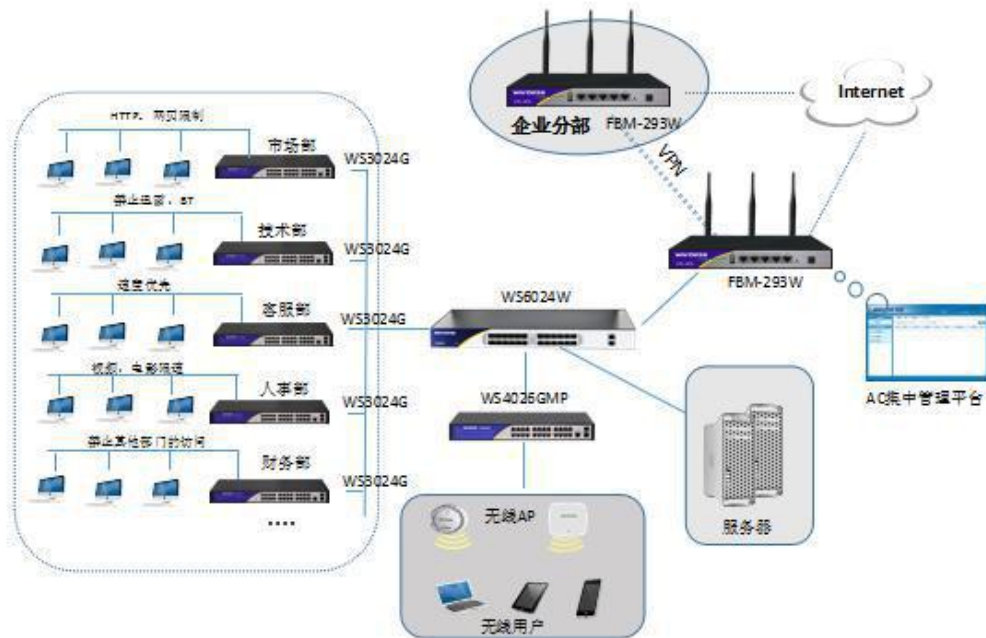 HTTP、网页限制
市场部
WS3024G
禁止迅雷、BT
技术部
WS3024G
速度优先
客服部
WS3024G
视频、电影限速
人事部
WS3024G
禁止其他部门的访问
财务部
WS3024G
....
企业分部
FBM-293W
Internet
VPN
FBM-293W
WS6024W
WS4026GMP
AC集中管理平台
无线AP
无线用户
服务器